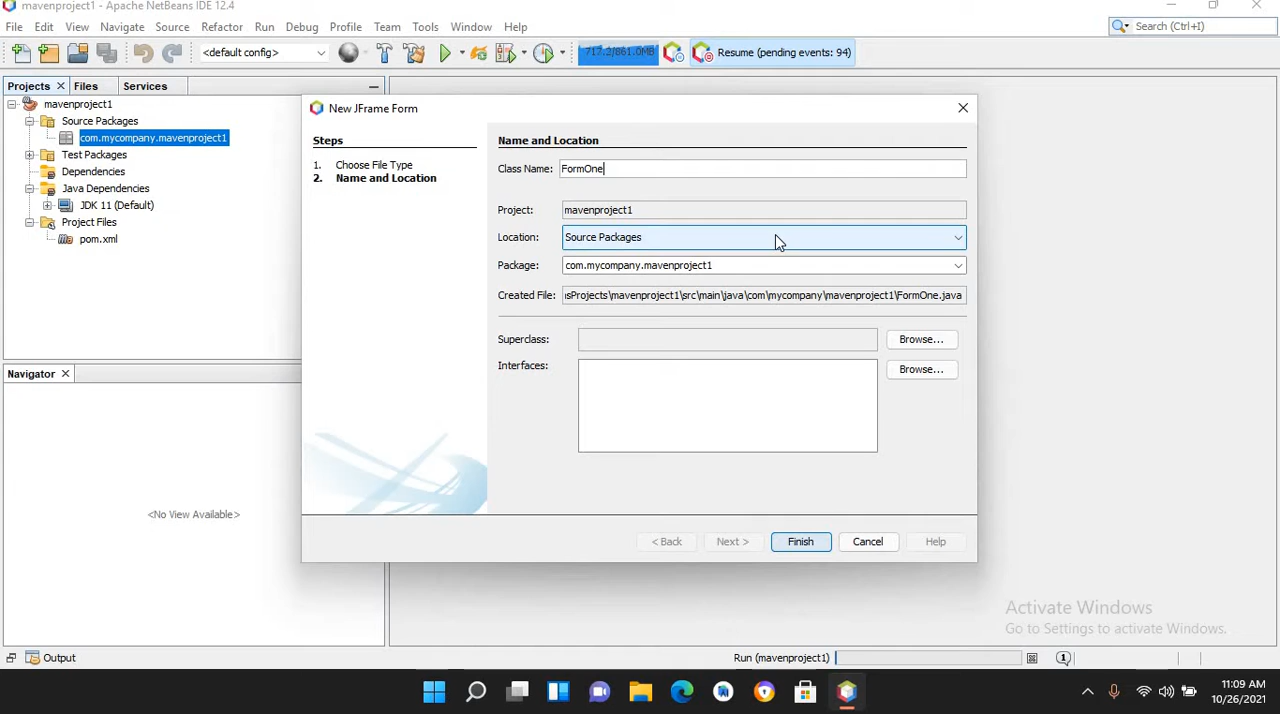 mavenproject1 - Apache NetBeans IDE 12.4
File Edit View Navigate Source Refactor Run Debug Profile Team Tools Window Help
Search (Ctrl+I)
<default config>
717.2/861.0MB
Resume (pending events: 94)
Projects Files Services
mavenproject1
Source Packages
com.mycompany.mavenproject1
Test Packages
Dependencies
Java Dependencies
JDK 11 (Default)
Project Files
pom.xml
Navigator
<No View Available>
New JFrame Form
Steps
1. Choose File Type
2. Name and Location
Name and Location
Class Name: FormOne
Project: mavenproject1
Location: Source Packages
Package: com.mycompany.mavenproject1
Created File: ısProjects\mavenproject1\src\main\java\com\mycompany\mavenproject1\FormOne.java
Superclass: Browse...
Interfaces: Browse...
< Back Next > Finish Cancel Help
Activate Windows
Go to Settings to activate Windows.
Output
Run (mavenproject1)
1
11:09 AM
10/26/2021